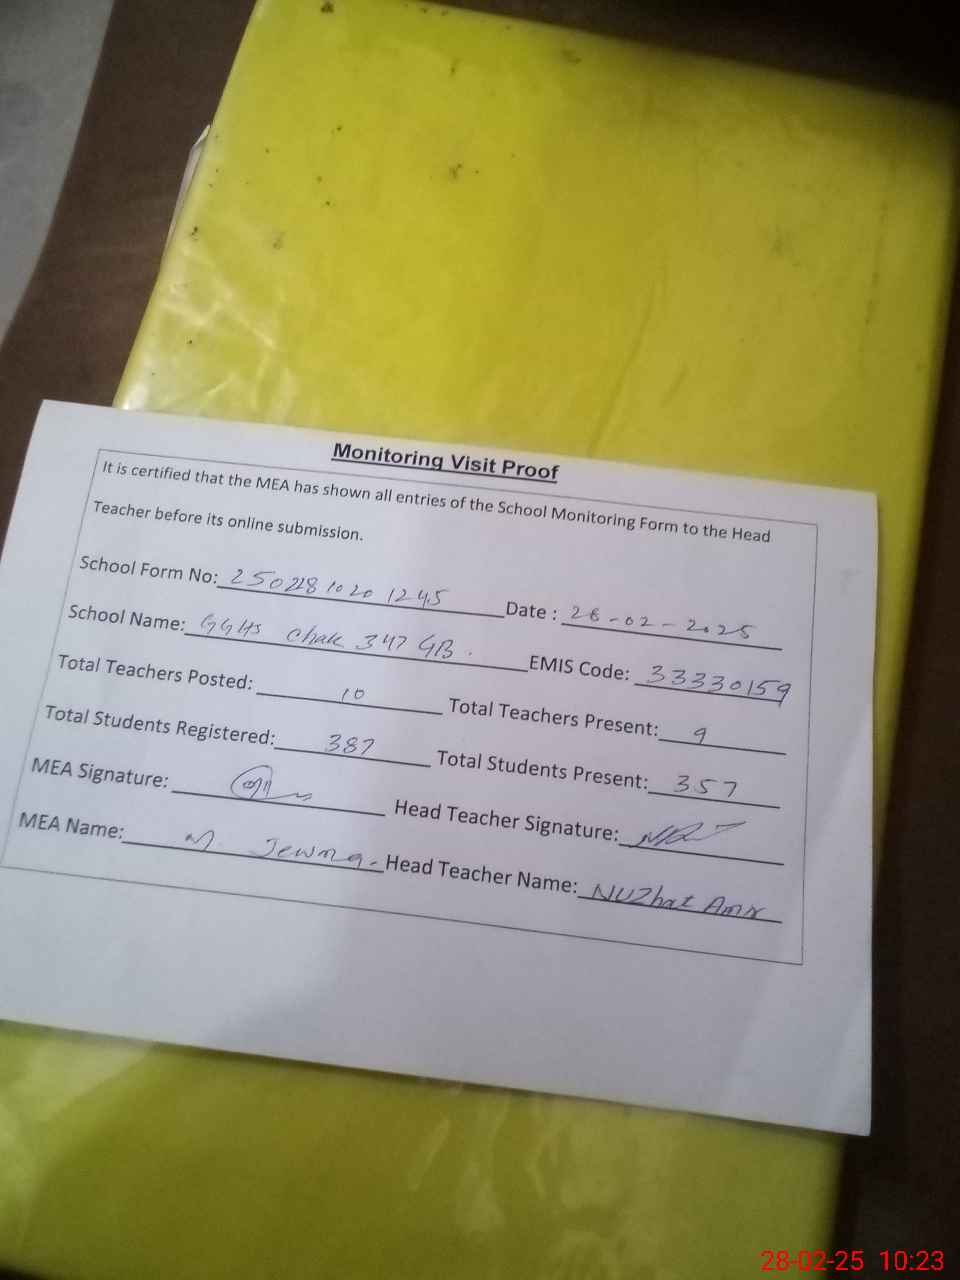 Monitoring Visit Proof
It is certified that the MEA has shown all entries of the School Monitoring Form to the Head
Teacher before its online submission.
School Form No: 25022810201245 Date : 28-02-2025
School Name: GGHS Chak 347 GB. EMIS Code: 33330159
Total Teachers Posted: 10 Total Teachers Present: 9
Total Students Registered: 387 Total Students Present: 357
MEA Signature: Head Teacher Signature:
MEA Name: M. Head Teacher Name: NUZhat
28-02-25 10:23